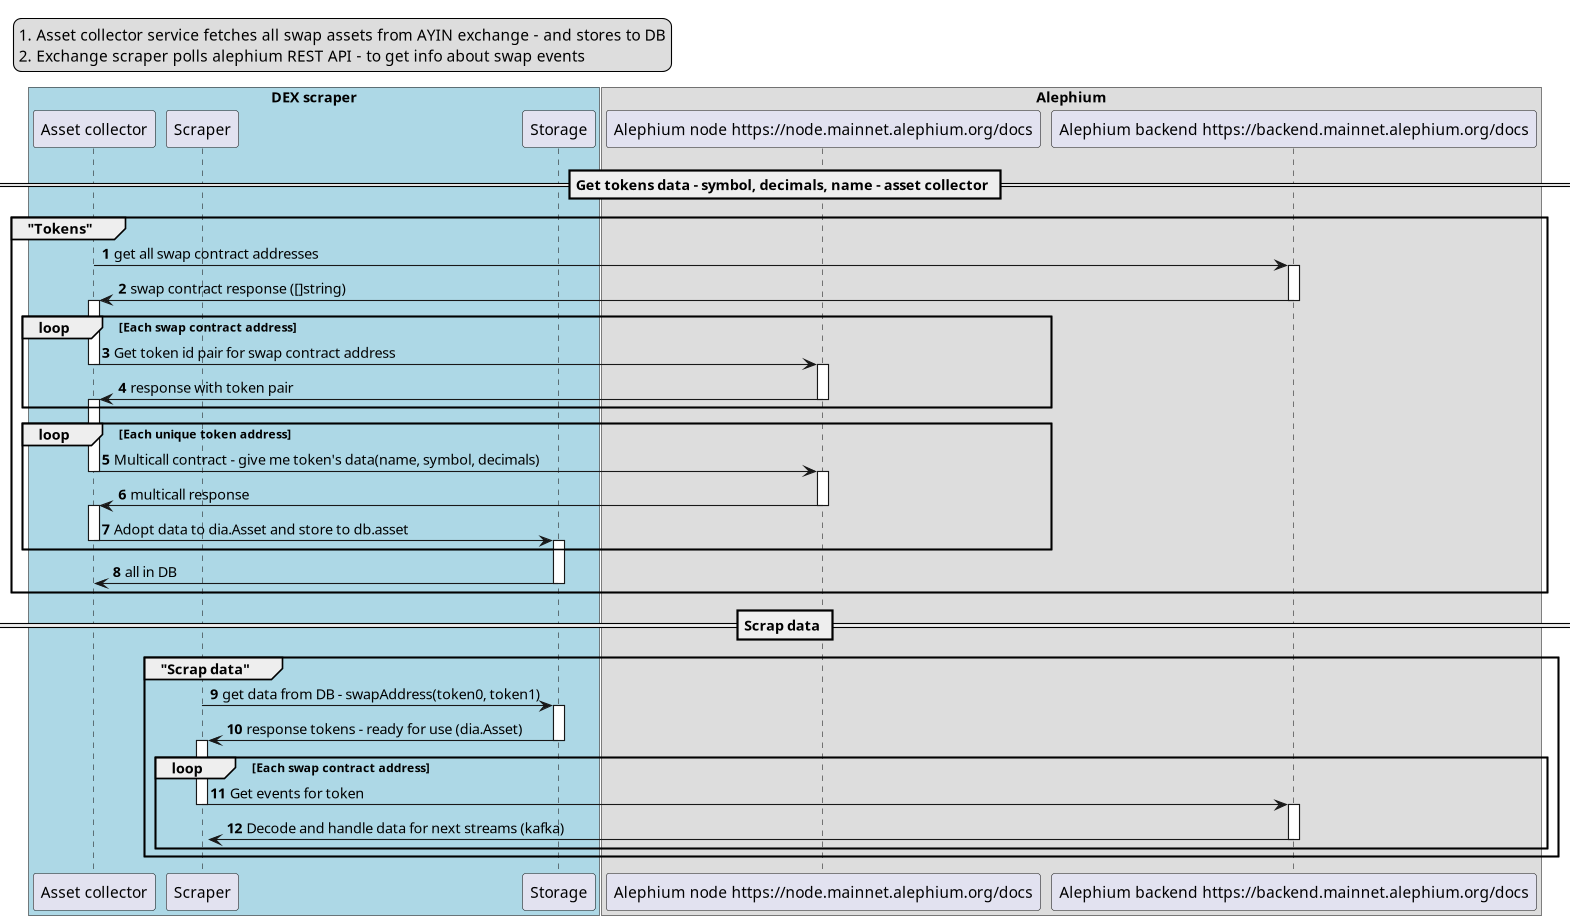 1. Asset collector service fetches all swap assets from AYIN exchange - and stores to DB
2. Exchange scraper polls alephium REST API - to get info about swap events
DEX scraper
Alephium
Asset collector
Scraper
Storage
Alephium node https://node.mainnet.alephium.org/docs
Alephium backend https://backend.mainnet.alephium.org/docs
Get tokens data - symbol, decimals, name - asset collector
"Tokens"
1 get all swap contract addresses
2 swap contract response ([]string)
loop [Each swap contract address]
3 Get token id pair for swap contract address
4 response with token pair
loop [Each unique token address]
5 Multicall contract - give me token's data(name, symbol, decimals)
6 multicall response
7 Adopt data to dia.Asset and store to db.asset
8 all in DB
Scrap data
"Scrap data"
9 get data from DB - swapAddress(token0, token1)
10 response tokens - ready for use (dia.Asset)
loop [Each swap contract address]
11 Get events for token
12 Decode and handle data for next streams (kafka)
Asset collector
Scraper
Storage
Alephium node https://node.mainnet.alephium.org/docs
Alephium backend https://backend.mainnet.alephium.org/docs